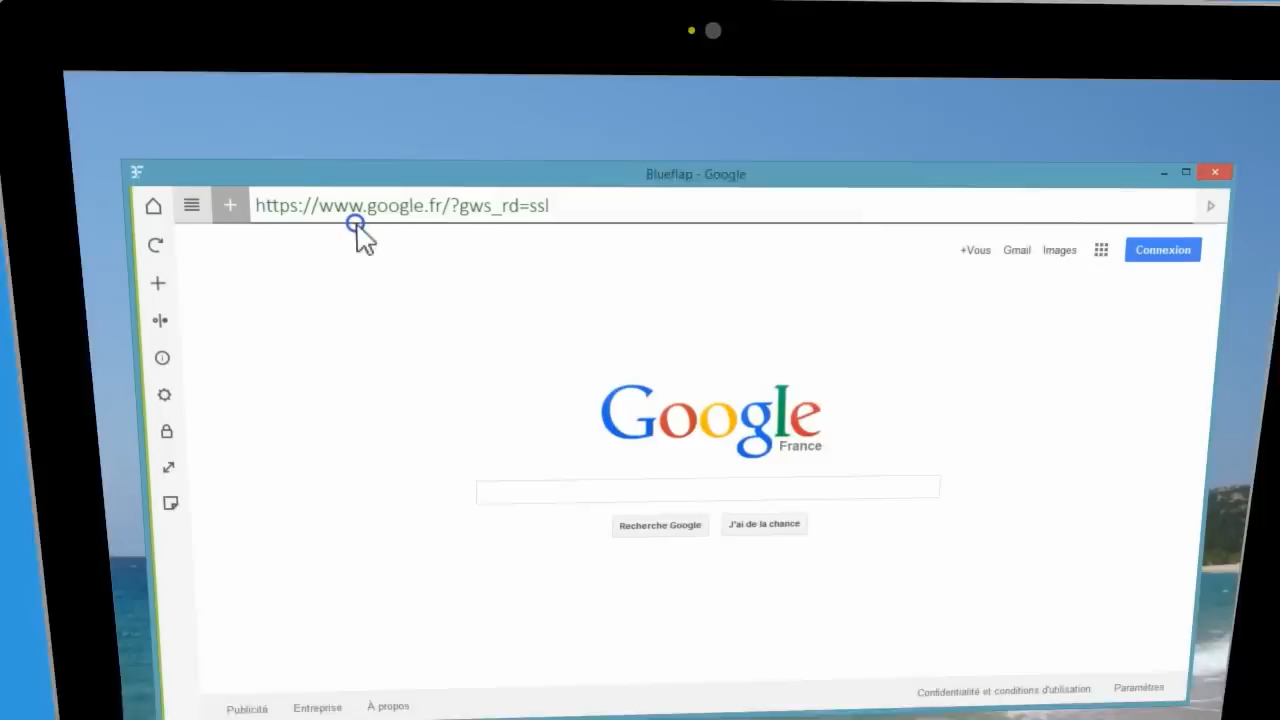 Blueflap - Google
https://www.google.fr/?gws_rd=ssl
+Vous Gmail Images Connexion
Google
France
Recherche Google J'ai de la chance
Publicité Entreprise À propos Confidentialité et conditions d'utilisation Paramètres